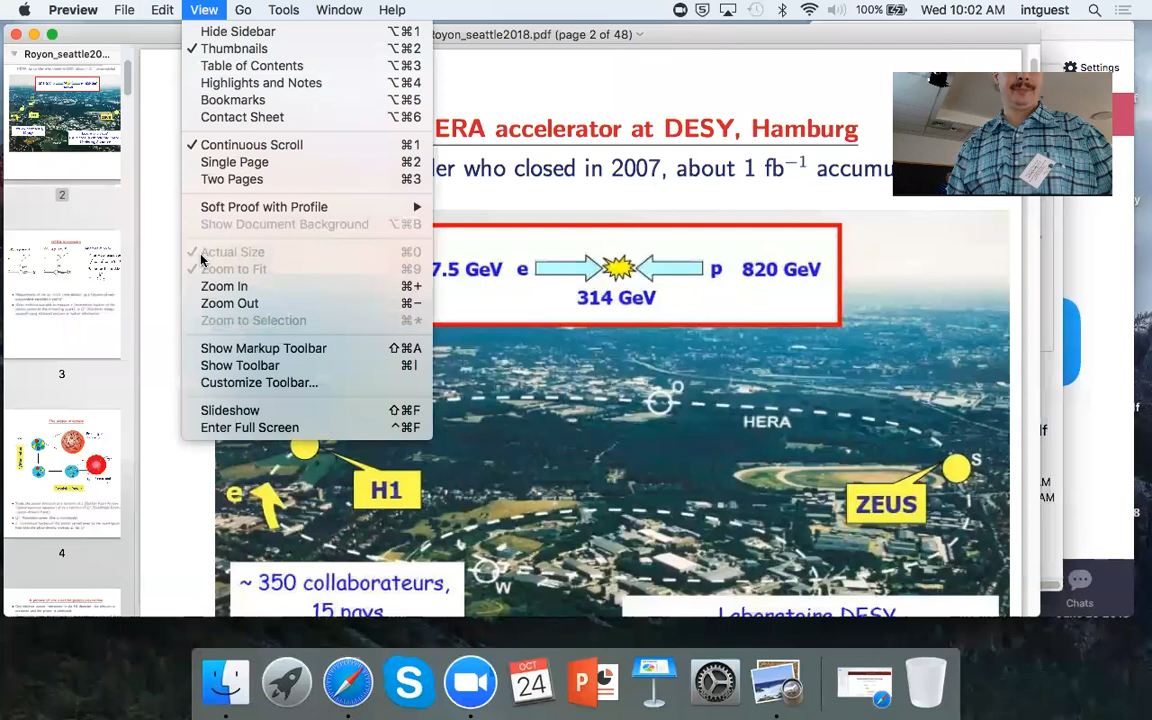 Preview File Edit View Go Tools Window Help 100% Wed 10:02 AM intguest
Royon_seattle2018.pdf (page 2 of 48)
Royon_seattle20...
Hide Sidebar ⌥⌘1
✓ Thumbnails ⌥⌘2
Table of Contents ⌥⌘3
Highlights and Notes ⌥⌘4
Bookmarks ⌥⌘5
Contact Sheet ⌥⌘6
✓ Continuous Scroll ⌘1
Single Page ⌘2
Two Pages ⌘3
Soft Proof with Profile
Show Document Background ⌥⌘B
✓ Actual Size ⌘0
✓ Zoom to Fit ⌘9
Zoom In ⌘+
Zoom Out ⌘−
Zoom to Selection ⌘*
Show Markup Toolbar ⇧⌘A
Show Toolbar ⌘I
Customize Toolbar...
Slideshow ⇧⌘F
Enter Full Screen ^⌘F
Settings
ERA accelerator at DESY, Hamburg
der who closed in 2007, about 1 fb⁻¹ accumu
7.5 GeV e p 820 GeV
314 GeV
HERA
O
S
H1
ZEUS
e
W
~ 350 collaborateurs,
15 pays
Laboratoire DESY
2
3
4
Chats
OCT
24